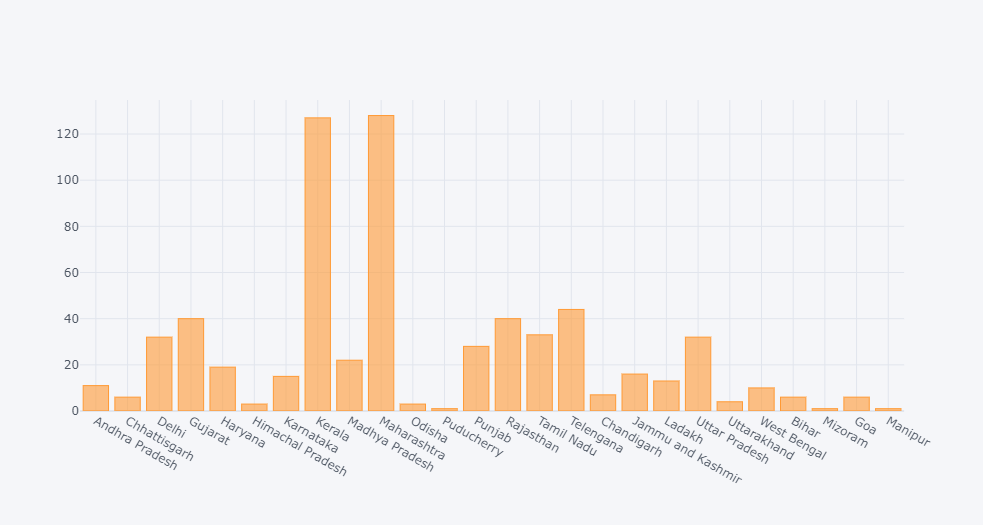 120
100
80
60
40
20
0
Andhra Pradesh
Chhattisgarh
Delhi
Gujarat
Haryana
Himachal Pradesh
Karnataka
Kerala
Madhya Pradesh
Maharashtra
Odisha
Puducherry
Punjab
Rajasthan
Tamil Nadu
Telengana
Chandigarh
Jammu and Kashmir
Ladakh
Uttar Pradesh
Uttarakhand
West Bengal
Bihar
Mizoram
Goa
Manipur